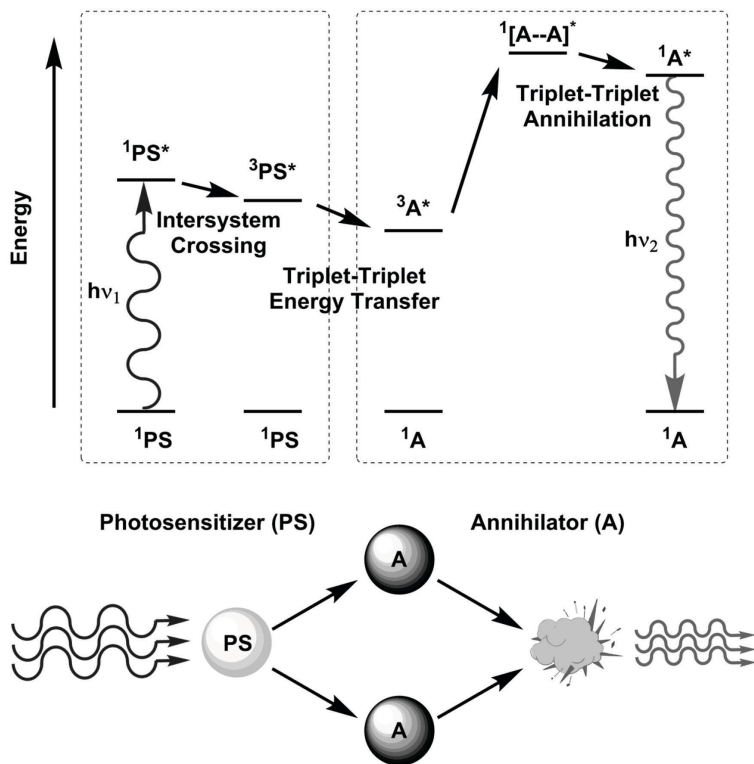 ¹[A--A]*
¹A*
Triplet-Triplet
Annihilation
¹PS*
³PS*
³A*
Energy
Intersystem
Crossing
hν₁
Triplet-Triplet
Energy Transfer
hν₂
¹PS
¹PS
¹A
¹A
Photosensitizer (PS)
Annihilator (A)
A
PS
A